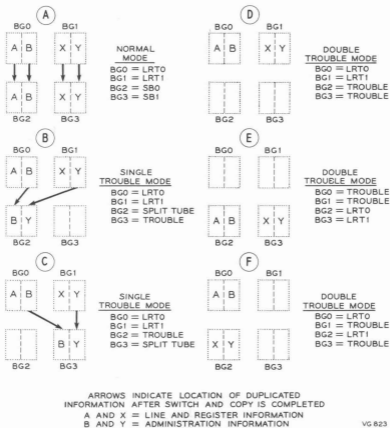 A
BG0 BG1
A B X Y
A B X Y
BG2 BG3
NORMAL
MODE
BG0 = LRT0
BG1 = LRT1
BG2 = SB0
BG3 = SB1
D
BG0 BG1
A B X Y
BG2 BG3
DOUBLE
TROUBLE MODE
BG0 = LRT0
BG1 = LRT1
BG2 = TROUBLE
BG3 = TROUBLE
B
BG0 BG1
A B X Y
B Y
BG2 BG3
SINGLE
TROUBLE MODE
BG0 = LRT0
BG1 = LRT1
BG2 = SPLIT TUBE
BG3 = TROUBLE
E
BG0 BG1
A B X Y
BG2 BG3
DOUBLE
TROUBLE MODE
BG0 = TROUBLE
BG1 = TROUBLE
BG2 = LRT0
BG3 = LRT1
C
BG0 BG1
A B X Y
B Y
BG2 BG3
SINGLE
TROUBLE MODE
BG0 = LRT0
BG1 = LRT1
BG2 = TROUBLE
BG3 = SPLIT TUBE
F
BG0 BG1
A B
X Y
BG2 BG3
DOUBLE
TROUBLE MODE
BG0 = LRT0
BG1 = TROUBLE
BG2 = LRT1
BG3 = TROUBLE
ARROWS INDICATE LOCATION OF DUPLICATED
INFORMATION AFTER SWITCH AND COPY IS COMPLETED
A AND X = LINE AND REGISTER INFORMATION
B AND Y = ADMINISTRATION INFORMATION
VG 823